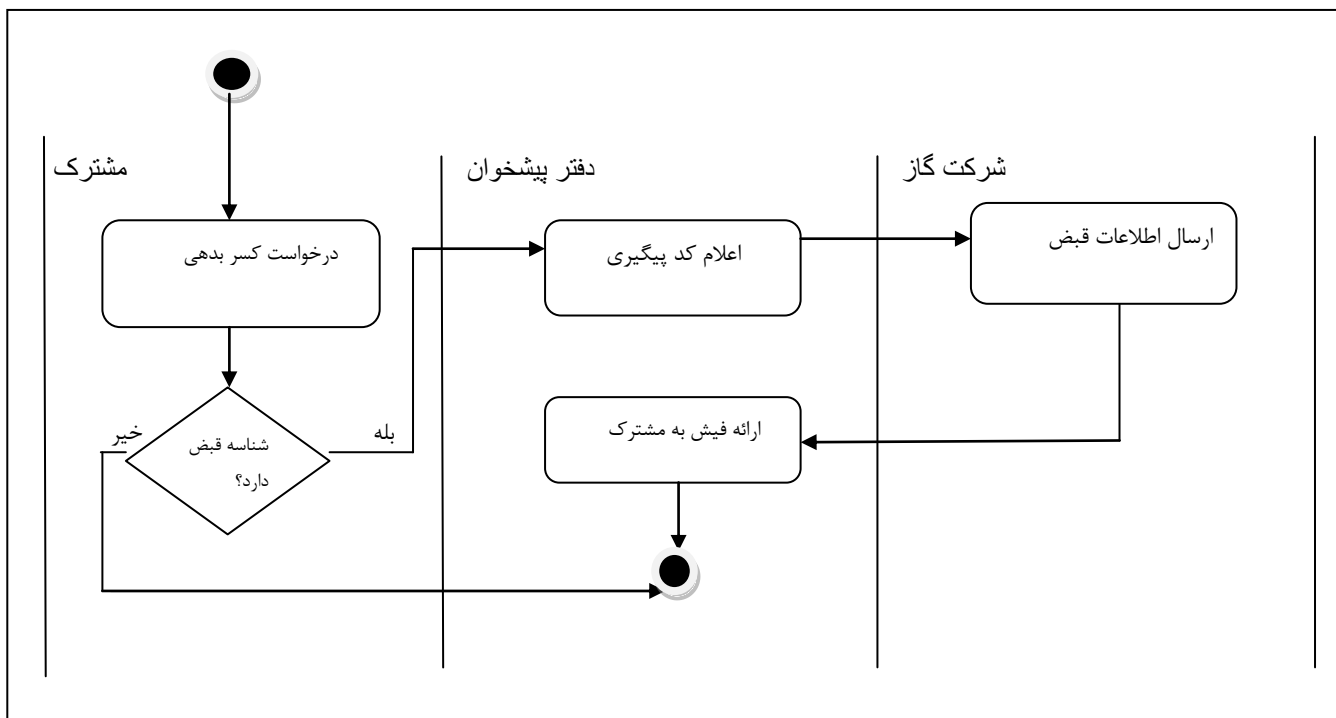 مشترک
دفتر پیشخوان
شرکت گاز
درخواست کسر بدهی
اعلام کد پیگیری
ارسال اطلاعات قبض
شناسه قبض
دارد؟
خیر
بله
ارائه فیش به مشترک